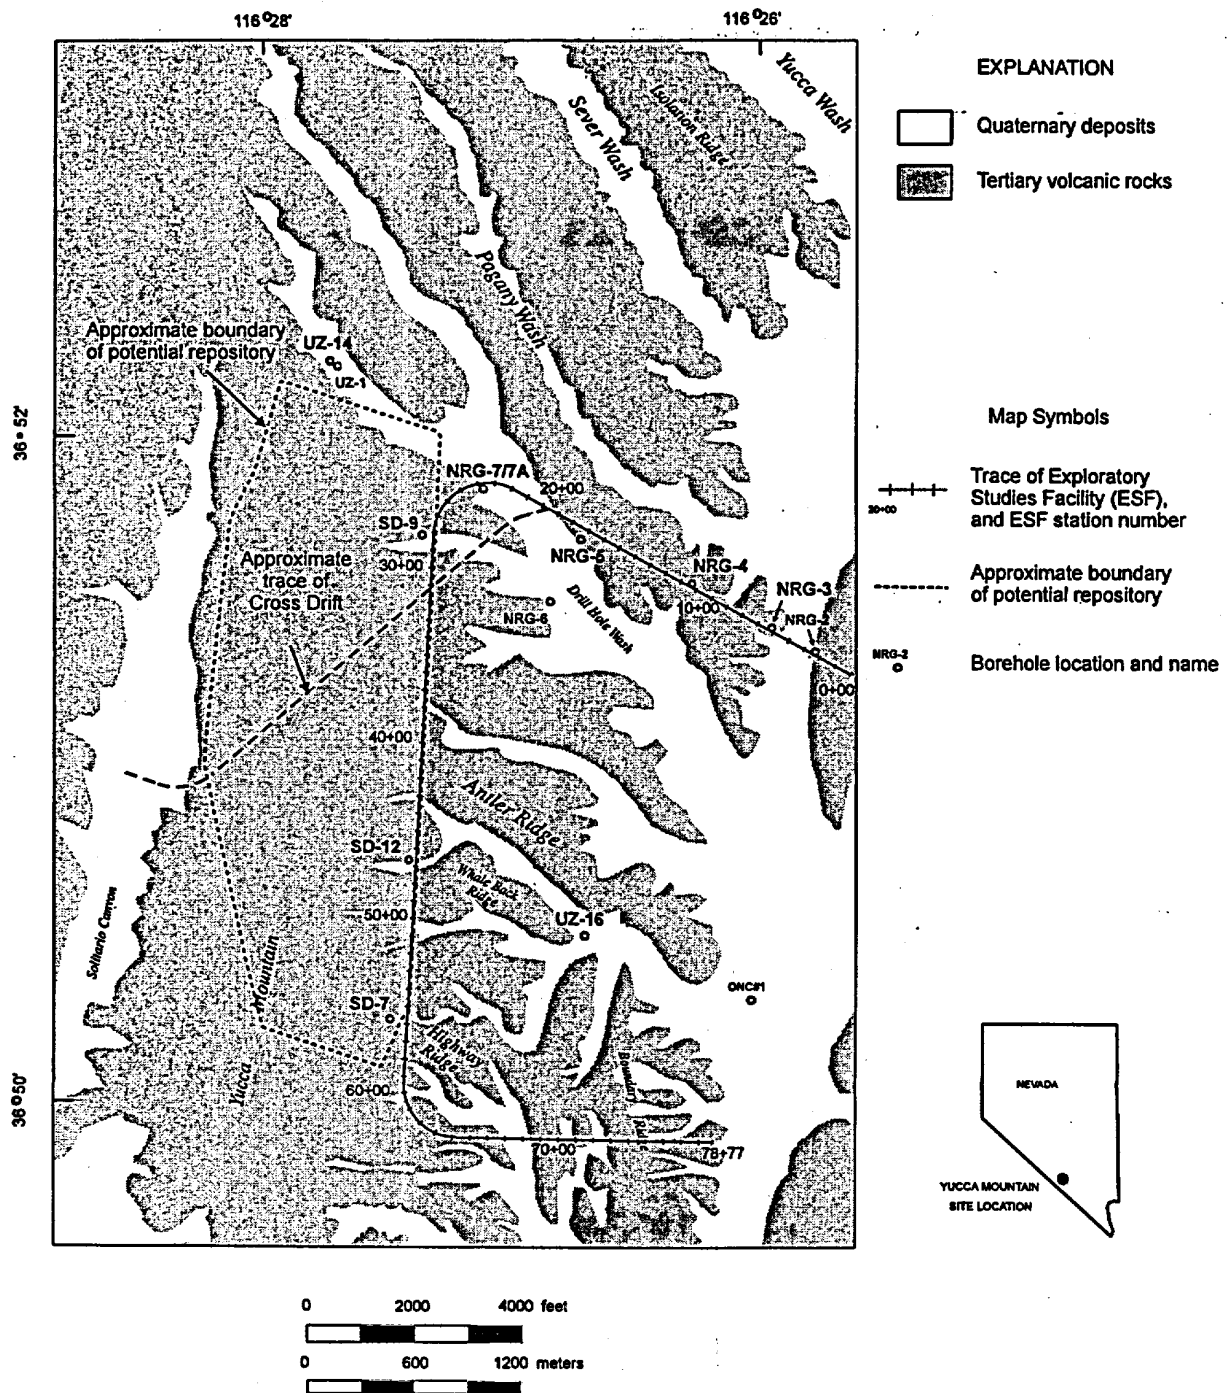 116°28'
116°26'
36°52'
36°50'
Yucca Wash
Isolation Ridge
Sever Wash
Pagany Wash
Approximate boundary
of potential repository
UZ-14
UZ-1
NRG-7/7A
20+00
SD-9
NRG-5
30+00
Approximate
trace of
Cross Drift
NRG-4
10+00
NRG-3
NRG-2
NRG-6
Drill Hole Wash
0+00
40+00
Antler Ridge
SD-12
Whale Back
Ridge
50+00
UZ-16
Solitario Canyon
Yucca Mountain
ONC#1
SD-7
Highway
Ridge
Boundary Ridge
60+00
70+00
78+77
EXPLANATION
Quaternary deposits
Tertiary volcanic rocks
Map Symbols
20+00
Trace of Exploratory
Studies Facility (ESF),
and ESF station number
Approximate boundary
of potential repository
NRG-2
Borehole location and name
NEVADA
YUCCA MOUNTAIN
SITE LOCATION
0 2000 4000 feet
0 600 1200 meters